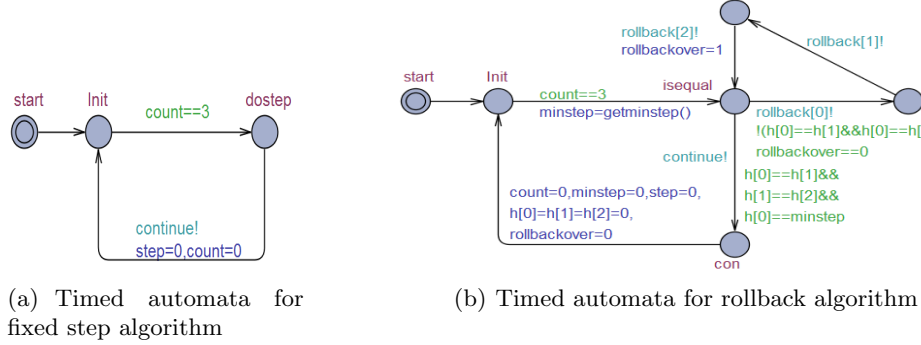 start
Init
count==3
dostep
continue!
step=0,count=0
(a) Timed automata for
fixed step algorithm
rollback[2]!
rollbackover=1
rollback[1]!
start
Init
isequal
count==3
minstep=getminstep()
rollback[0]!
!(h[0]==h[1]&&h[0]==h[
rollbackover==0
continue!
h[0]==h[1]&&
h[1]==h[2]&&
h[0]==minstep
count=0,minstep=0,step=0,
h[0]=h[1]=h[2]=0,
rollbackover=0
con
(b) Timed automata for rollback algorithm